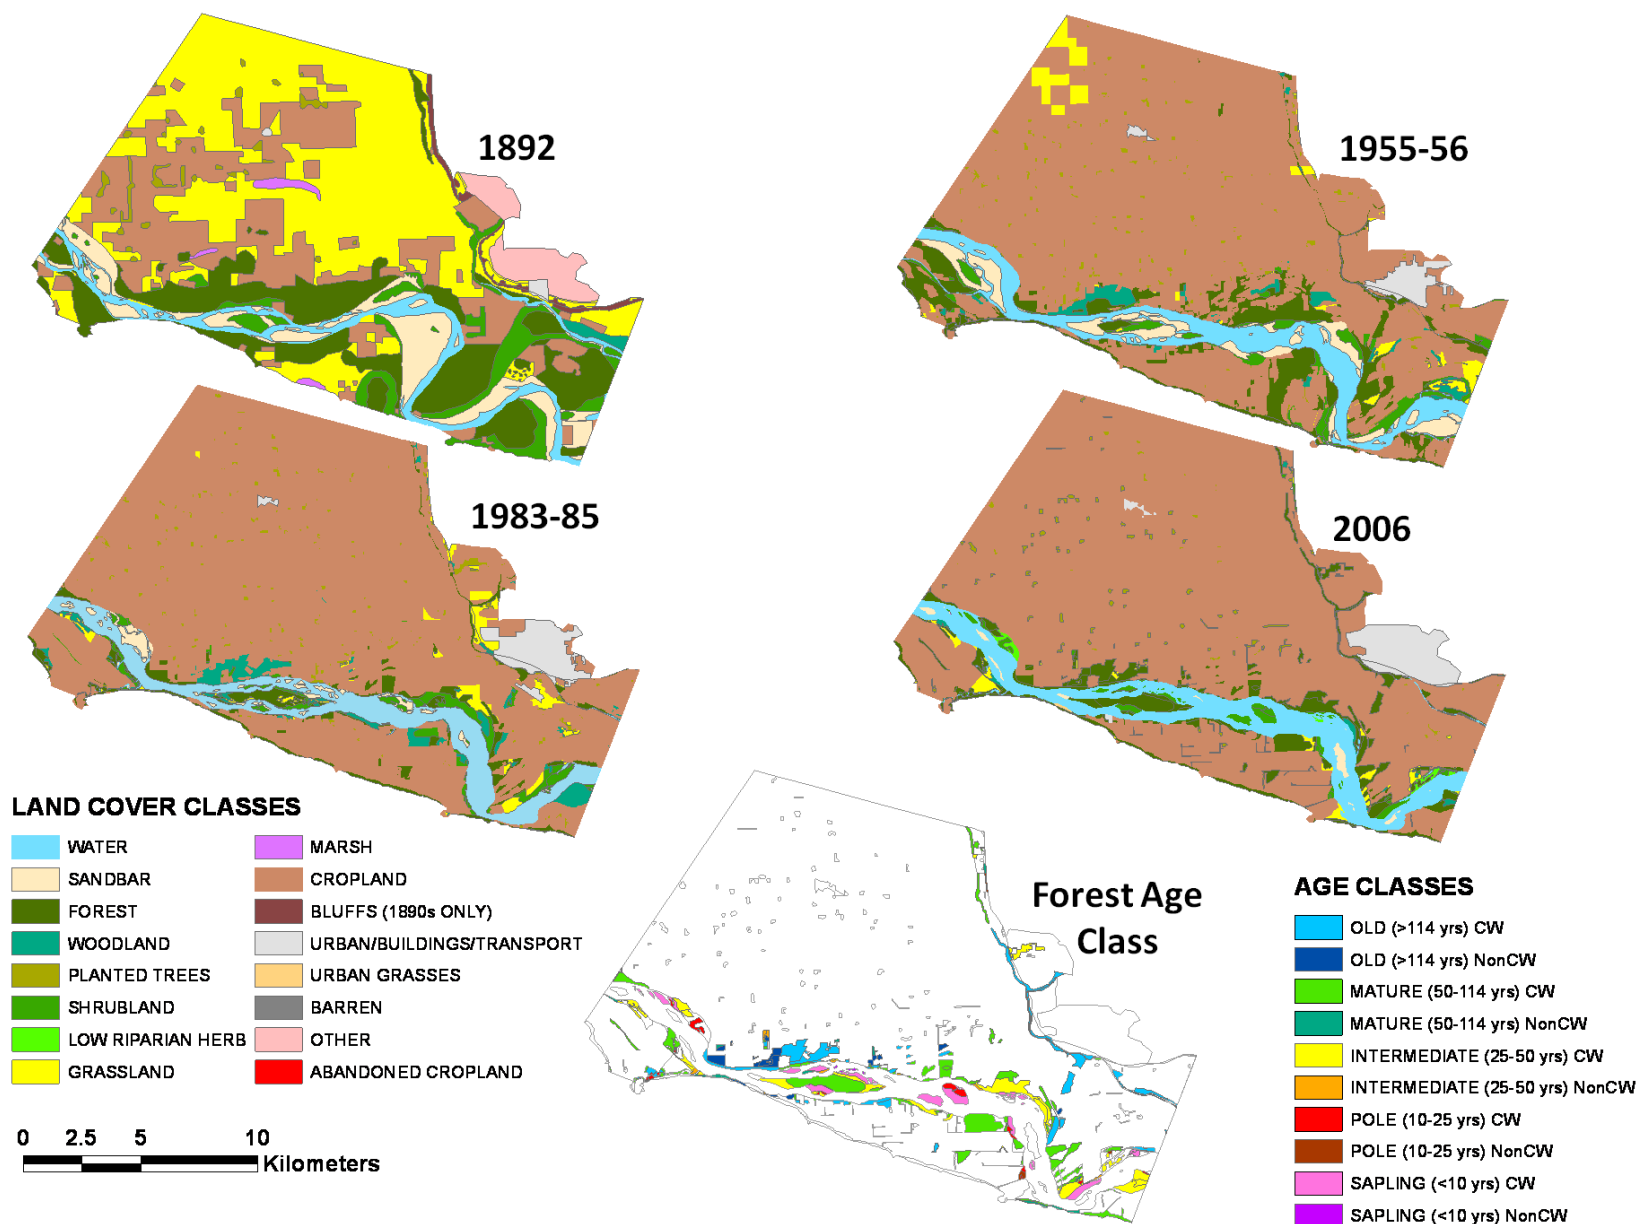 1892
1955-56
1983-85
2006
LAND COVER CLASSES
WATER
SANDBAR
FOREST
WOODLAND
PLANTED TREES
SHRUBLAND
LOW RIPARIAN HERB
GRASSLAND
MARSH
CROPLAND
BLUFFS (1890s ONLY)
URBAN/BUILDINGS/TRANSPORT
URBAN GRASSES
BARREN
OTHER
ABANDONED CROPLAND
0 2.5 5 10
Kilometers
Forest Age
Class
AGE CLASSES
OLD (>114 yrs) CW
OLD (>114 yrs) NonCW
MATURE (50-114 yrs) CW
MATURE (50-114 yrs) NonCW
INTERMEDIATE (25-50 yrs) CW
INTERMEDIATE (25-50 yrs) NonCW
POLE (10-25 yrs) CW
POLE (10-25 yrs) NonCW
SAPLING (<10 yrs) CW
SAPLING (<10 yrs) NonCW